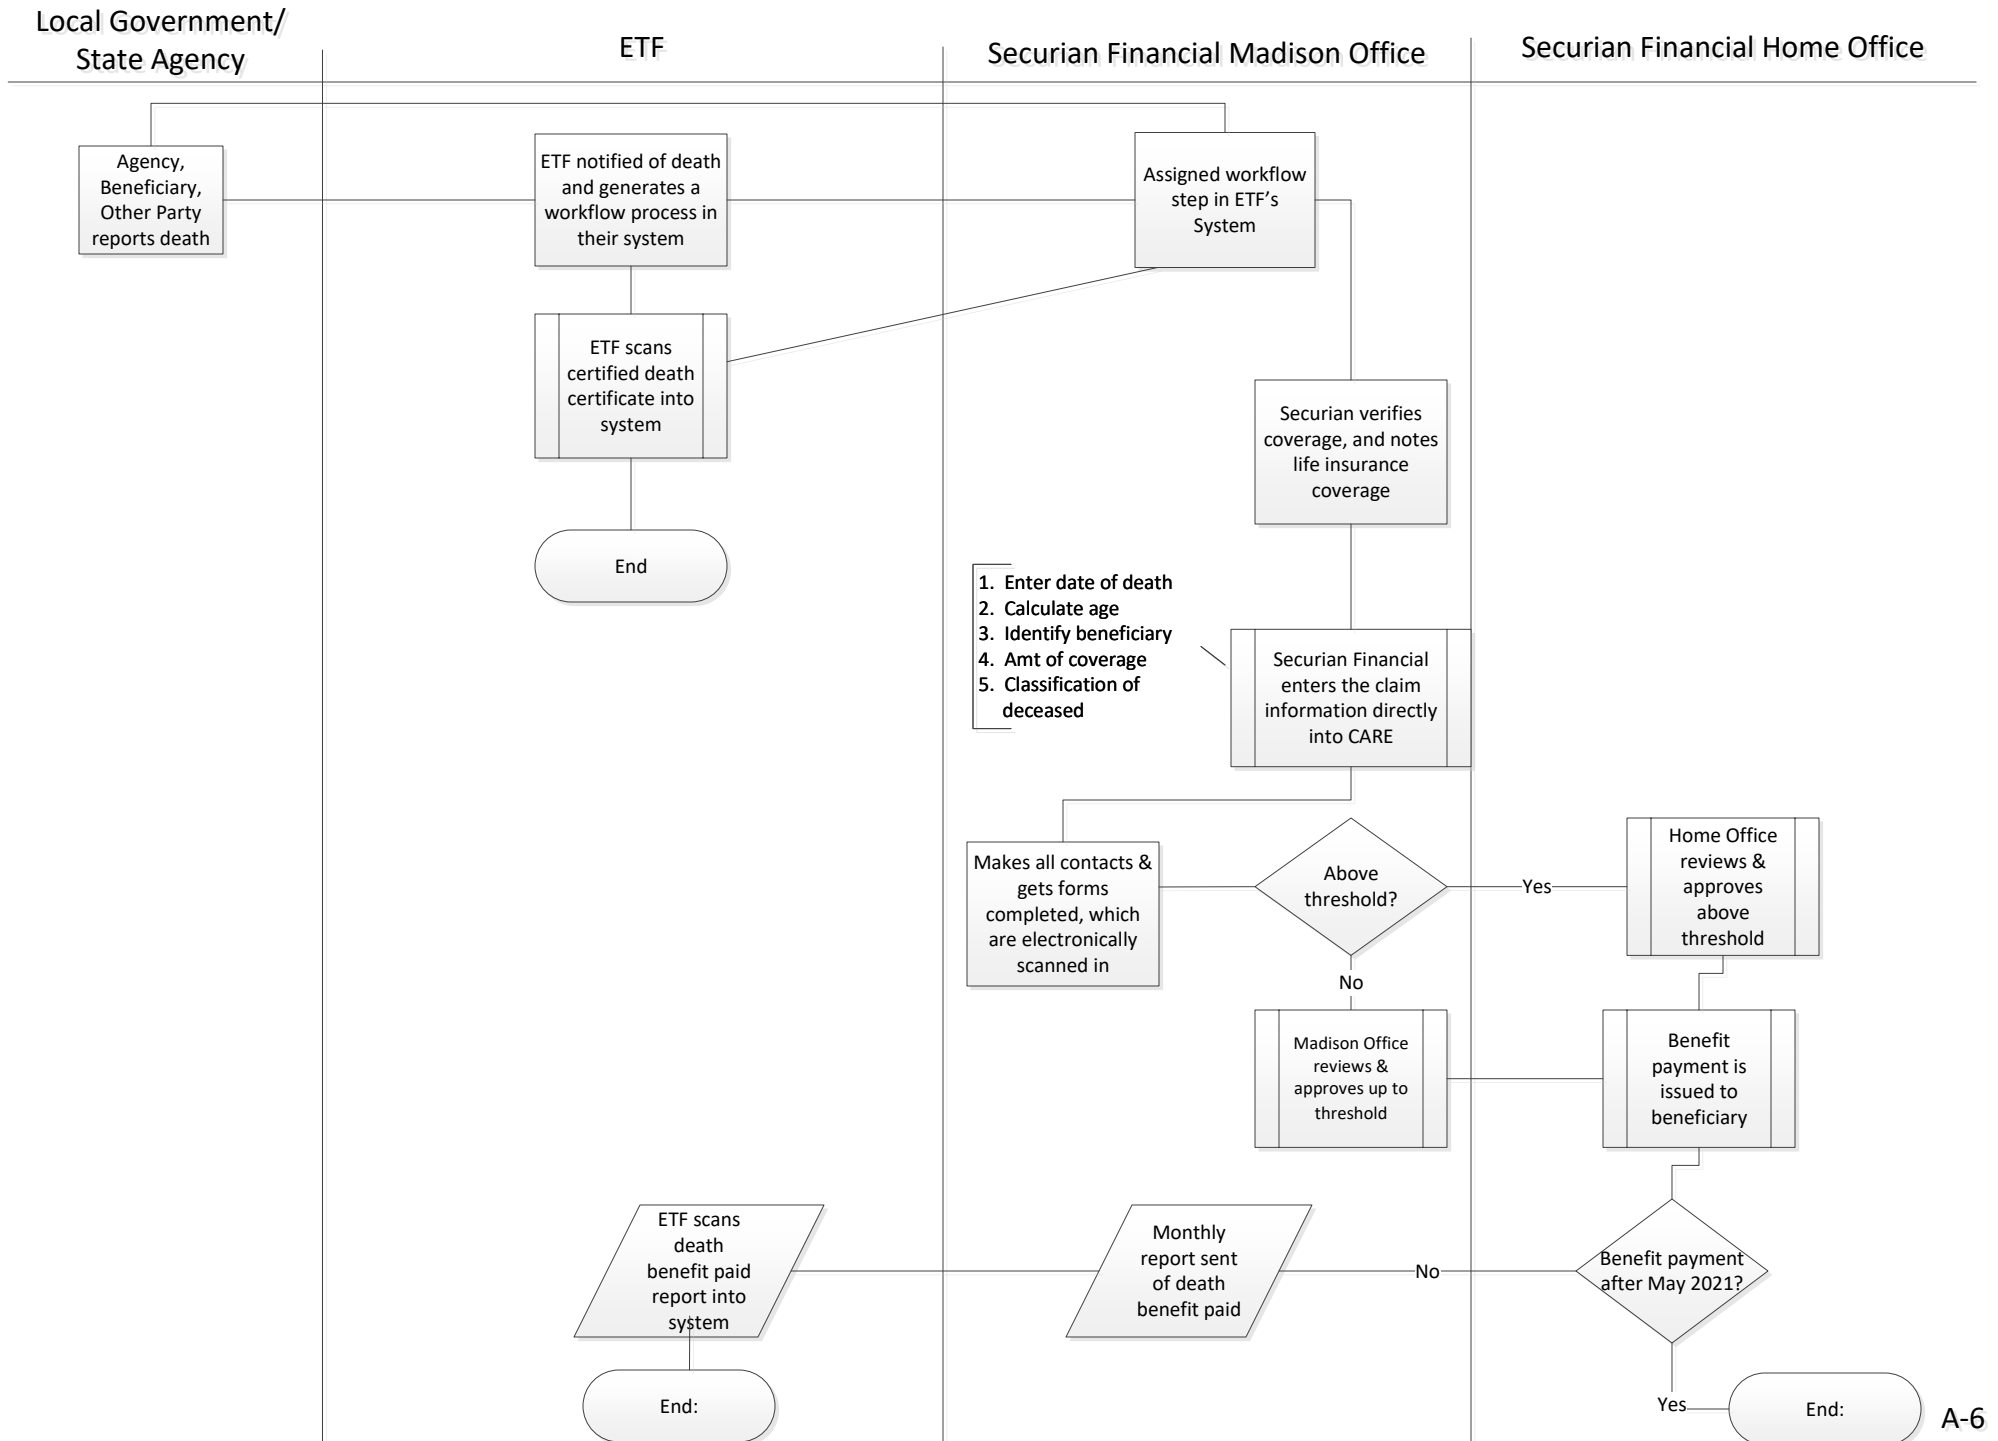 Local Government/
State Agency
ETF
Securian Financial Madison Office
Securian Financial Home Office
Agency,
Beneficiary,
Other Party
reports death
ETF notified of death
and generates a
workflow process in
their system
Assigned workflow
step in ETF’s
System
ETF scans
certified death
certificate into
system
Securian verifies
coverage, and notes
life insurance
coverage
End
1. Enter date of death
2. Calculate age
3. Identify beneficiary
4. Amt of coverage
5. Classification of
deceased
Securian Financial
enters the claim
information directly
into CARE
Makes all contacts &
gets forms
completed, which
are electronically
scanned in
Above
threshold?
Yes
Home Office
reviews &
approves
above
threshold
No
Madison Office
reviews &
approves up to
threshold
Benefit
payment is
issued to
beneficiary
ETF scans
death
benefit paid
report into
system
Monthly
report sent
of death
benefit paid
No
Benefit payment
after May 2021?
End:
Yes
End:
A-6